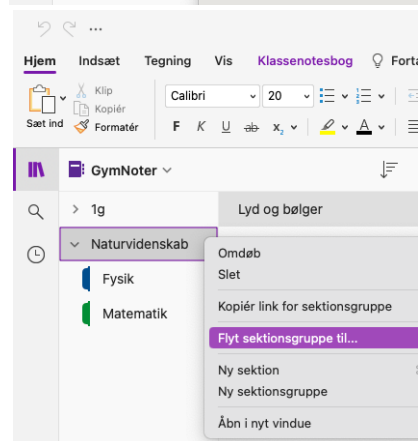 Hjem Indsæt Tegning Vis Klassenotesbog
Sæt ind
Klip
Kopiér
Formatér
Calibri 20
F K U ab x₂ A
GymNoter
1g
Lyd og bølger
Naturvidenskab
Fysik
Matematik
Omdøb
Slet
Kopiér link for sektionsgruppe
Flyt sektionsgruppe til...
Ny sektion
Ny sektionsgruppe
Åbn i nyt vindue